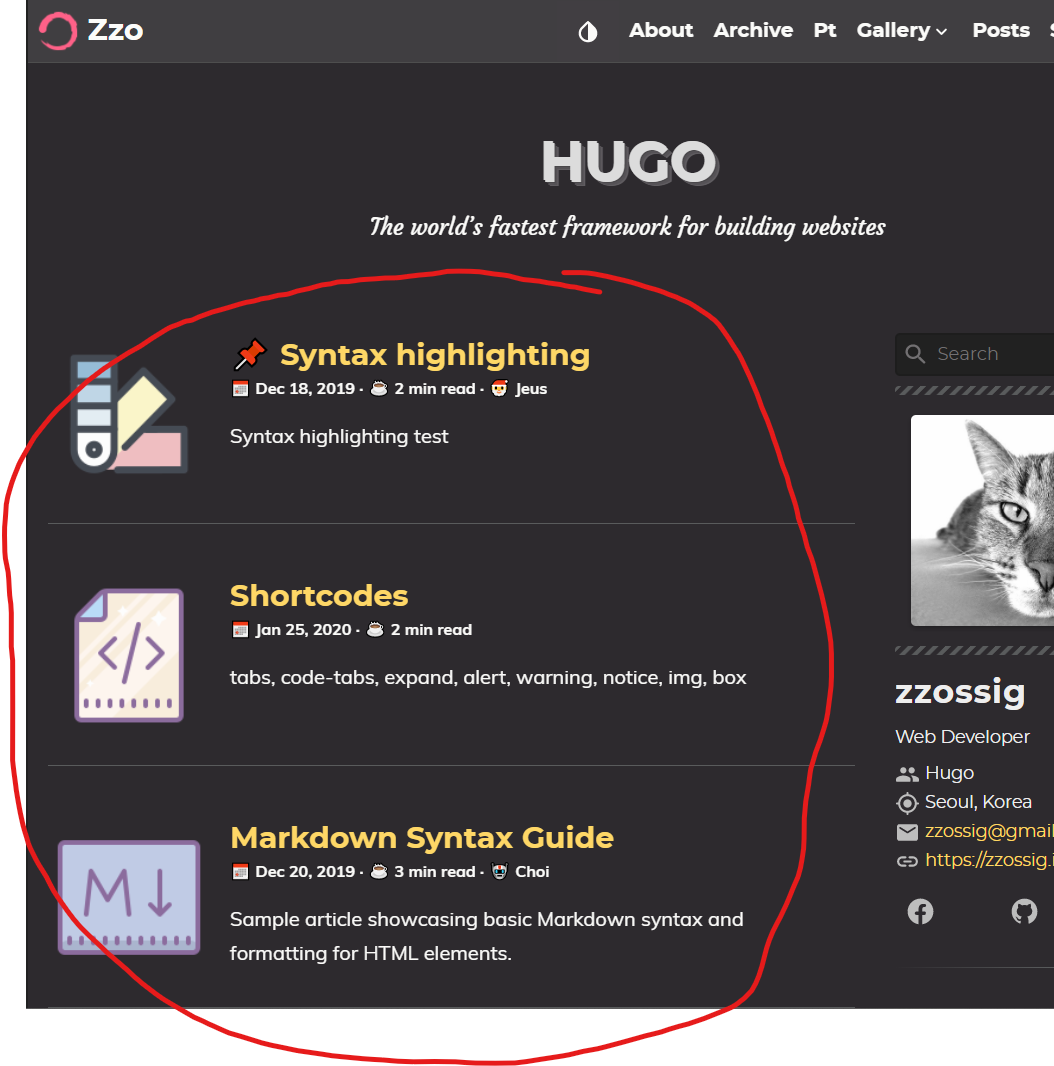 Zzo
About Archive Pt Gallery Posts
HUGO
The world's fastest framework for building websites
Syntax highlighting
Dec 18, 2019 · 2 min read · Jeus
Syntax highlighting test
Shortcodes
Jan 25, 2020 · 2 min read
tabs, code-tabs, expand, alert, warning, notice, img, box
M
Markdown Syntax Guide
Dec 20, 2019 · 3 min read · Choi
Sample article showcasing basic Markdown syntax and
formatting for HTML elements.
Search
zzossig
Web Developer
Hugo
Seoul, Korea
zzossig@gmail
https://zzossig.i